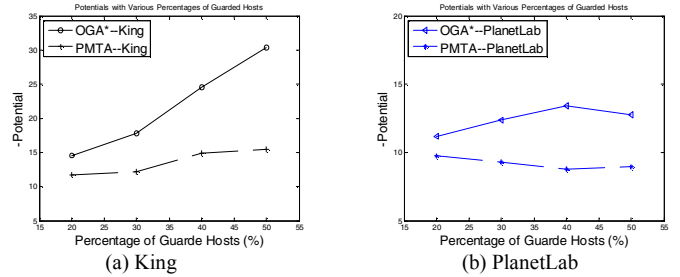 Potentials with Various Percentages of Guarded Hosts
35
30
25
20
15
10
5
-Potential
OGA*--King
PMTA--King
15 20 25 30 35 40 45 50 55
Percentage of Guarde Hosts (%)
(a) King
Potentials with Various Percentages of Guarded Hosts
20
15
10
5
-Potential
OGA*--PlanetLab
PMTA--PlanetLab
15 20 25 30 35 40 45 50 55
Percentage of Guarde Hosts (%)
(b) PlanetLab